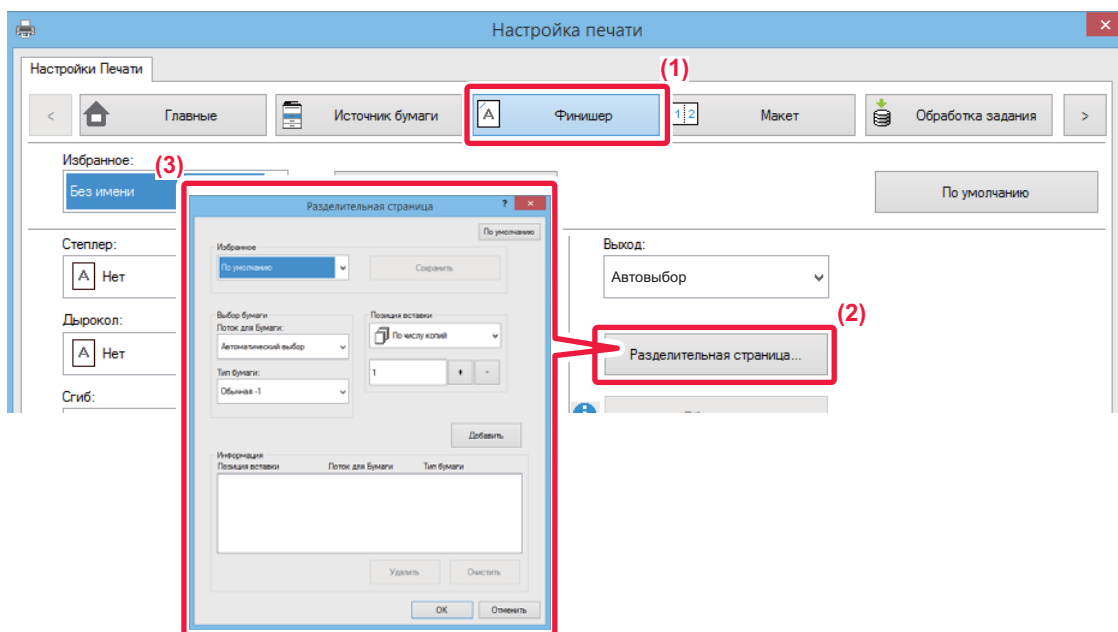 Настройка печати
Настройки Печати
(1)
< Главные Источник бумаги Финишер 1 2 Макет Обработка задания >
Избранное:
(3)
Без имени
По умолчанию
Степлер:
A Нет
Дырокол:
A Нет
Сгиб:
Разделительная страница ?
По умолчанию
Избранное
По умолчанию Сохранить
Выбор бумаги
Поток для Бумаги:
Автоматический выбор
Тип бумаги:
Обычная -1
Позиция вставки
По числу копий
1 + -
Добавить
Информация
Позиция вставки Поток для Бумаги Тип бумаги
Удалить Очистить
OK Отменить
Выход:
Автовыбор
(2)
Разделительная страница...